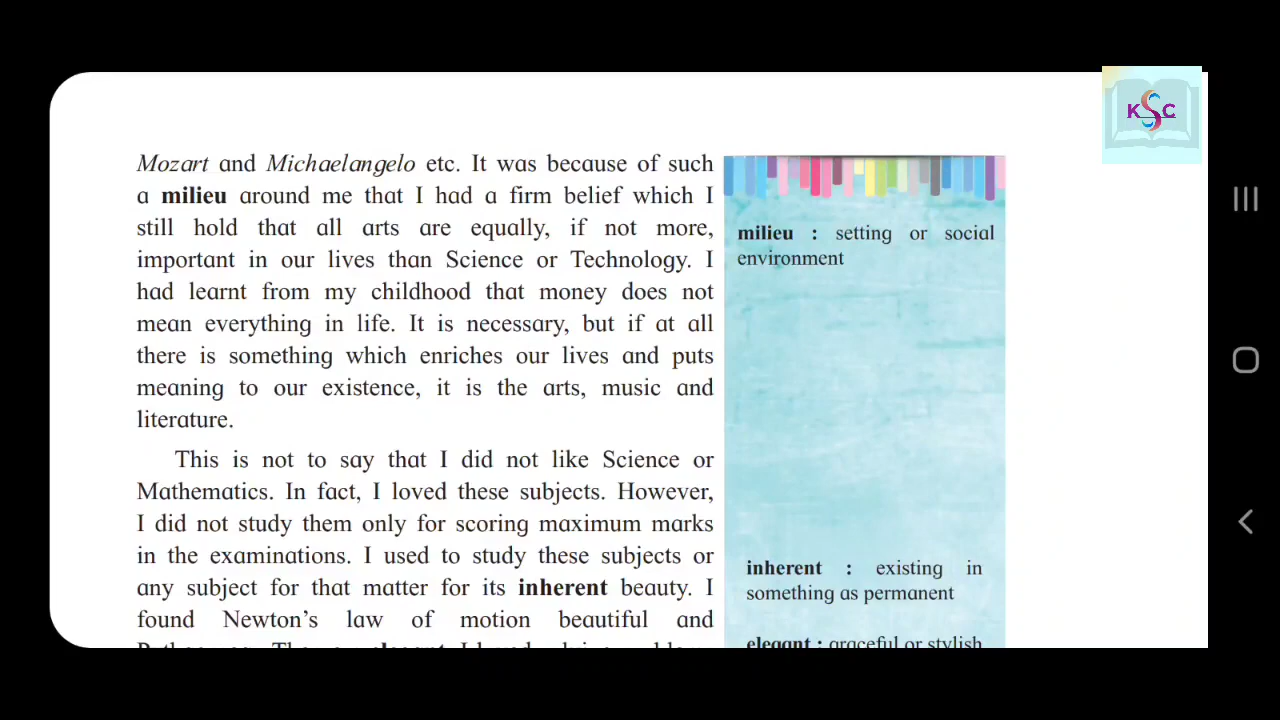 KSC
Mozart and Michaelangelo etc. It was because of such
a milieu around me that I had a firm belief which I
still hold that all arts are equally, if not more,
important in our lives than Science or Technology. I
had learnt from my childhood that money does not
mean everything in life. It is necessary, but if at all
there is something which enriches our lives and puts
meaning to our existence, it is the arts, music and
literature.
This is not to say that I did not like Science or
Mathematics. In fact, I loved these subjects. However,
I did not study them only for scoring maximum marks
in the examinations. I used to study these subjects or
any subject for that matter for its inherent beauty. I
found Newton's law of motion beautiful and
milieu : setting or social
environment
inherent : existing in
something as permanent
elegant : graceful or stylish